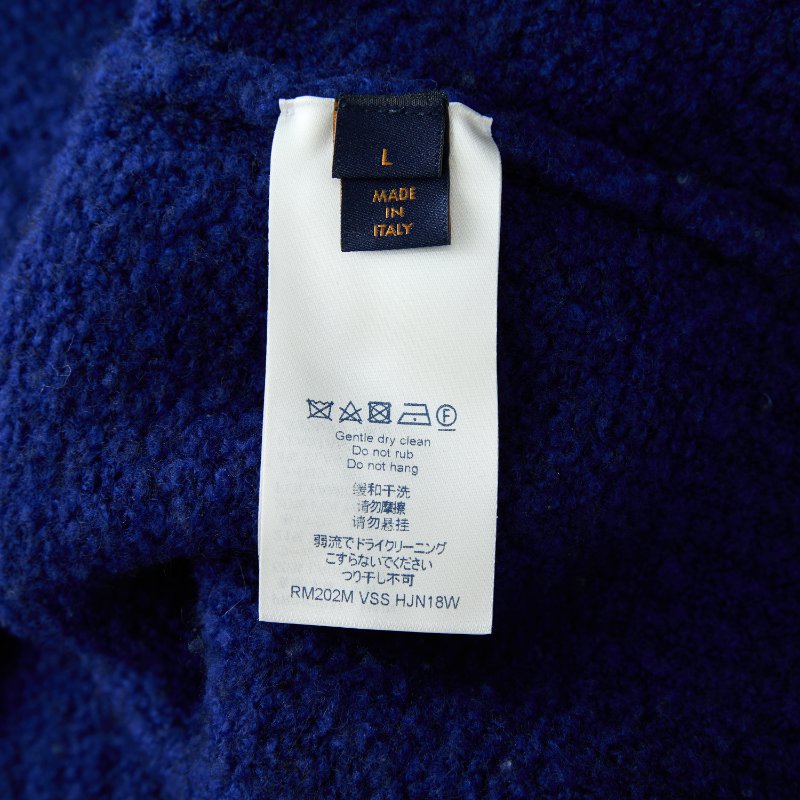 L
MADE
IN
ITALY
F
Gentle dry clean
Do not rub
Do not hang
缓和干洗
请勿摩擦
请勿悬挂
弱流でドライクリーニング
こすらないでください
つり干し不可
RM202M VSS HJN18W